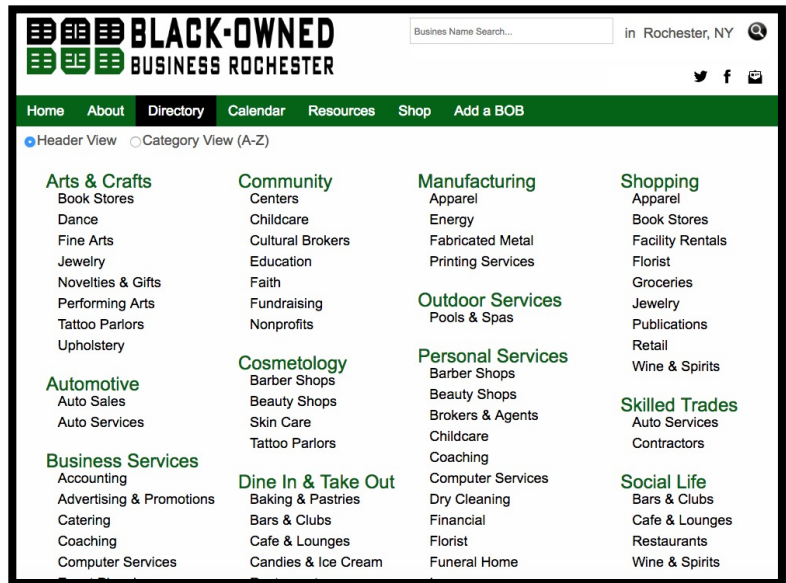 BLACK-OWNED
BUSINESS ROCHESTER
Busines Name Search...
in Rochester, NY
Home About Directory Calendar Resources Shop Add a BOB
Header View Category View (A-Z)
Arts & Crafts
Book Stores
Dance
Fine Arts
Jewelry
Novelties & Gifts
Performing Arts
Tattoo Parlors
Upholstery
Automotive
Auto Sales
Auto Services
Business Services
Accounting
Advertising & Promotions
Catering
Coaching
Computer Services
Community
Centers
Childcare
Cultural Brokers
Education
Faith
Fundraising
Nonprofits
Cosmetology
Barber Shops
Beauty Shops
Skin Care
Tattoo Parlors
Dine In & Take Out
Baking & Pastries
Bars & Clubs
Cafe & Lounges
Candies & Ice Cream
Manufacturing
Apparel
Energy
Fabricated Metal
Printing Services
Outdoor Services
Pools & Spas
Personal Services
Barber Shops
Beauty Shops
Brokers & Agents
Childcare
Coaching
Computer Services
Dry Cleaning
Financial
Florist
Funeral Home
Shopping
Apparel
Book Stores
Facility Rentals
Florist
Groceries
Jewelry
Publications
Retail
Wine & Spirits
Skilled Trades
Auto Services
Contractors
Social Life
Bars & Clubs
Cafe & Lounges
Restaurants
Wine & Spirits